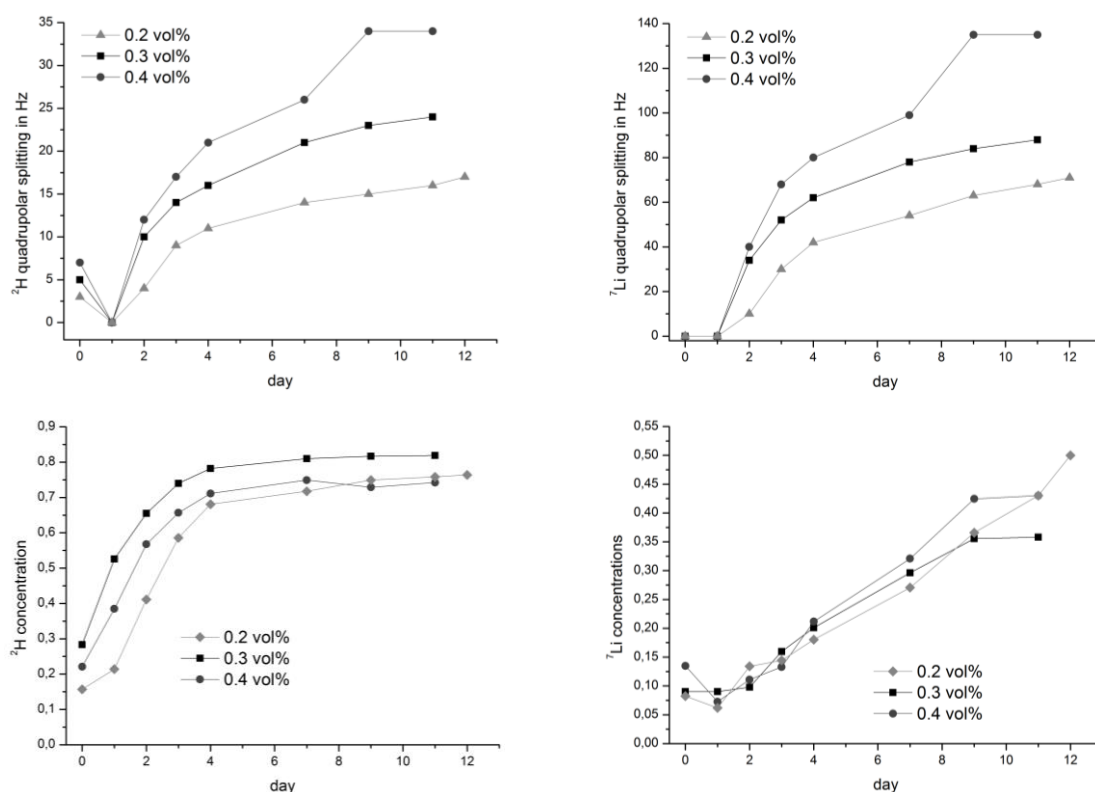 35
30
25
20
15
10
5
0
²H quadrupolar splitting in Hz
0.2 vol%
0.3 vol%
0.4 vol%
0 2 4 6 8 10 12
day
140
120
100
80
60
40
20
0
⁷Li quadrupolar splitting in Hz
0.2 vol%
0.3 vol%
0.4 vol%
0 2 4 6 8 10 12
day
0,9
0,8
0,7
0,6
0,5
0,4
0,3
0,2
0,1
0,0
²H concentration
0.2 vol%
0.3 vol%
0.4 vol%
0 2 4 6 8 10 12
day
0,55
0,50
0,45
0,40
0,35
0,30
0,25
0,20
0,15
0,10
0,05
0,00
⁷Li concentrations
0.2 vol%
0.3 vol%
0.4 vol%
0 2 4 6 8 10 12
day